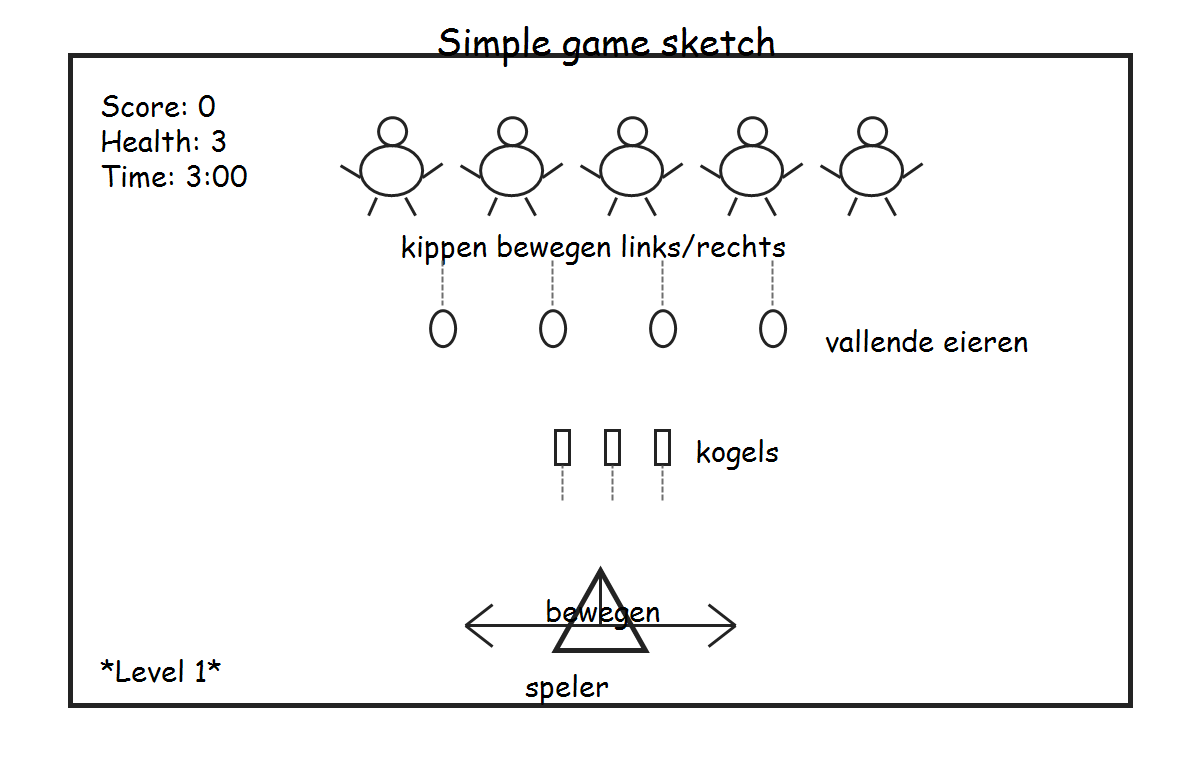 Simple game sketch
Score: 0
Health: 3
Time: 3:00
kippen bewegen links/rechts
vallende eieren
kogels
bewegen
*Level 1*
speler